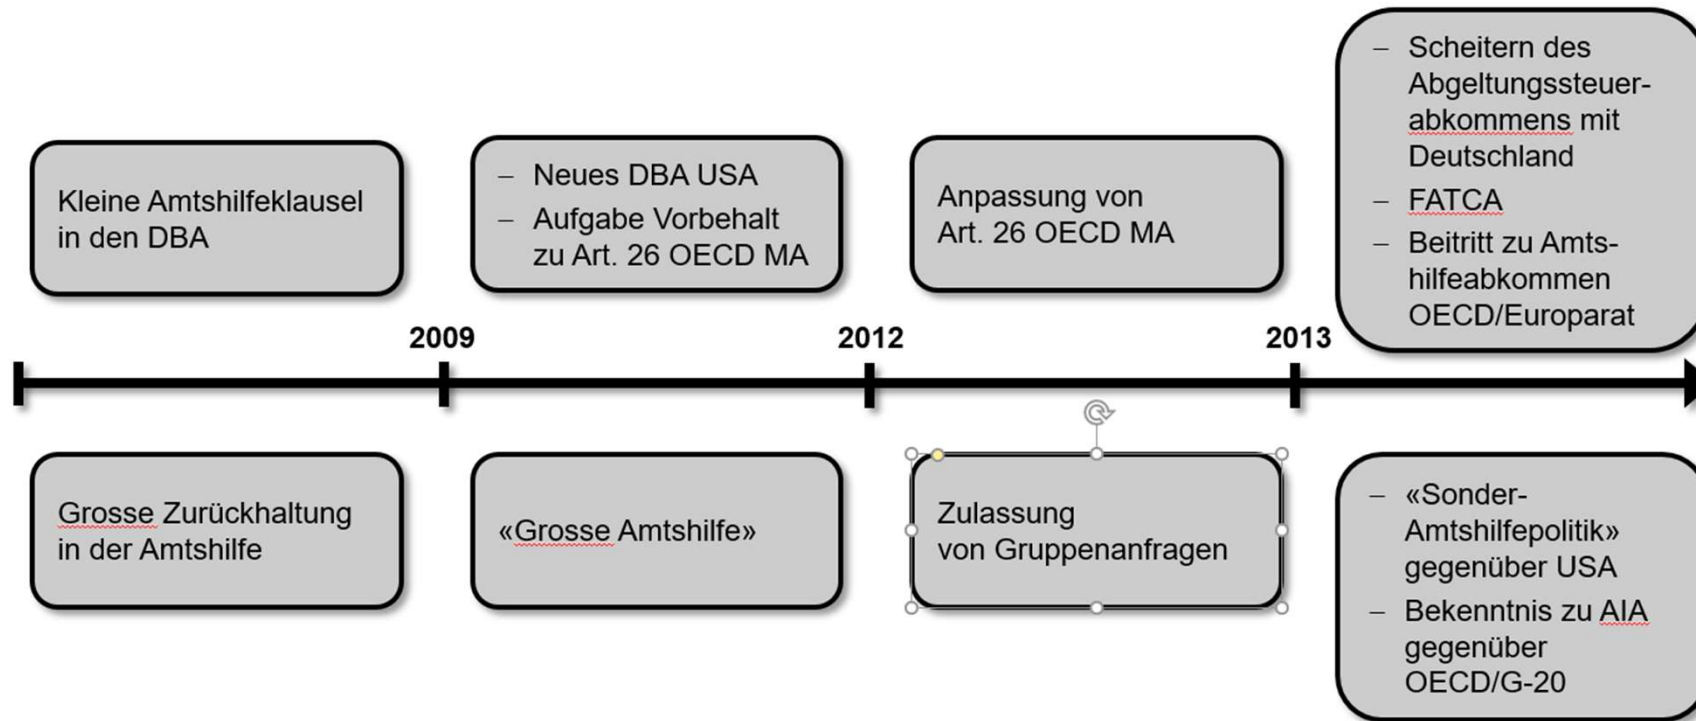 Kleine Amtshilfeklausel
in den DBA
– Neues DBA USA
– Aufgabe Vorbehalt
zu Art. 26 OECD MA
Anpassung von
Art. 26 OECD MA
– Scheitern des
Abgeltungssteuer-
abkommens mit
Deutschland
– FATCA
– Beitritt zu Amts-
hilfeabkommen
OECD/Europarat
2009
2012
2013
Grosse Zurückhaltung
in der Amtshilfe
«Grosse Amtshilfe»
Zulassung
von Gruppenanfragen
– «Sonder-
Amtshilfepolitik»
gegenüber USA
– Bekenntnis zu AIA
gegenüber
OECD/G-20